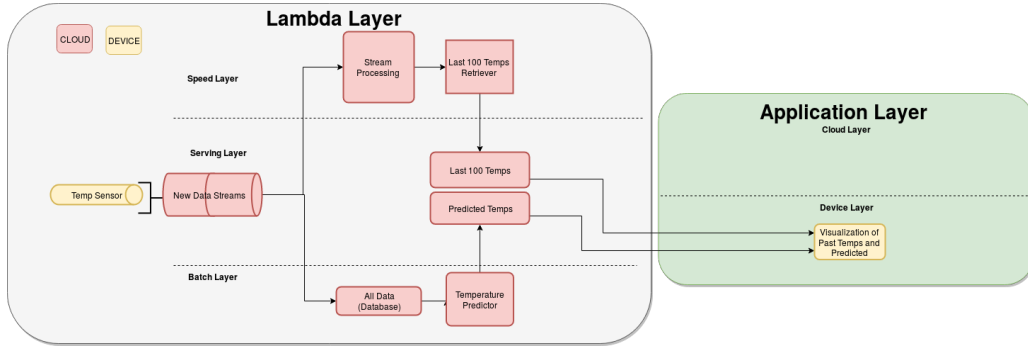 Lambda Layer
CLOUD
DEVICE
Speed Layer
Stream
Processing
Last 100 Temps
Retriever
Application Layer
Cloud Layer
Serving Layer
Temp Sensor
New Data Streams
Last 100 Temps
Predicted Temps
Device Layer
Visualization of
Past Temps and
Predicted
Batch Layer
All Data
(Database)
Temperature
Predictor